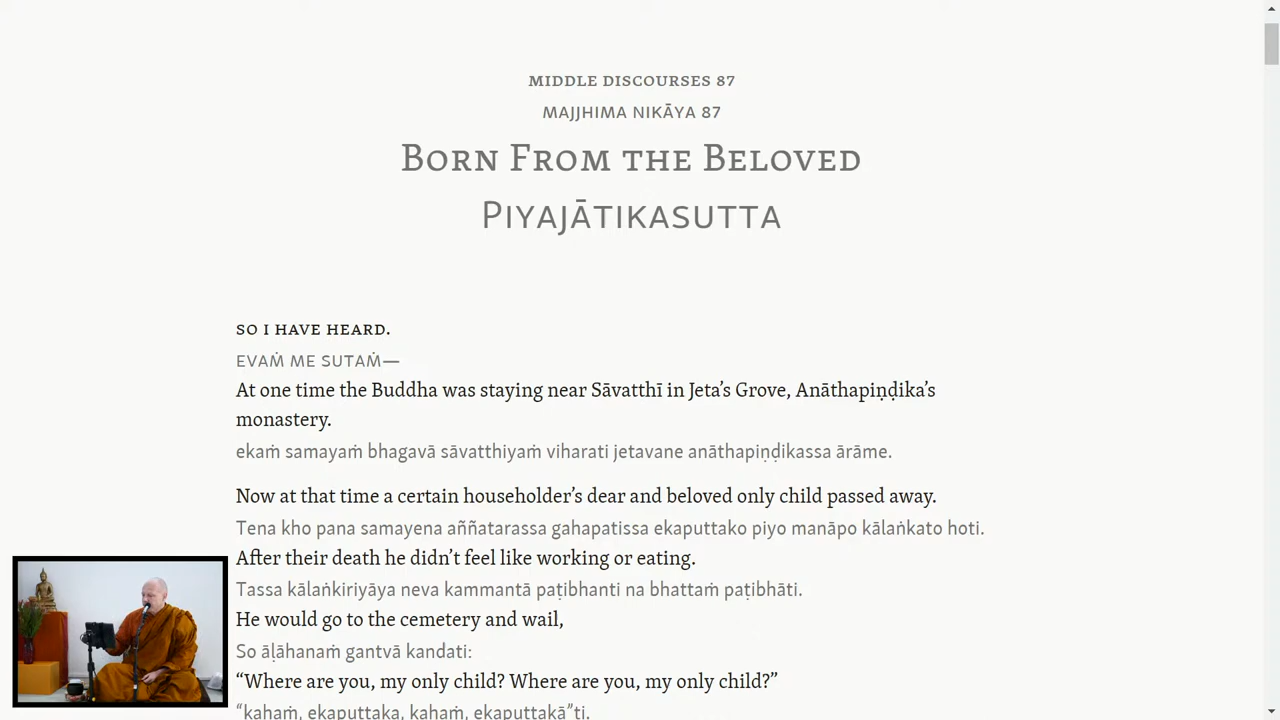 MIDDLE DISCOURSES 87
MAJJHIMA NIKĀYA 87
Born From the Beloved
Piyajātikasutta
SO I HAVE HEARD.
EVAṀ ME SUTAṀ—
At one time the Buddha was staying near Sāvatthī in Jeta’s Grove, Anāthapiṇḍika’s
monastery.
ekaṁ samayaṁ bhagavā sāvatthiyaṁ viharati jetavane anāthapiṇḍikassa ārāme.
Now at that time a certain householder’s dear and beloved only child passed away.
Tena kho pana samayena aññatarassa gahapatissa ekaputtako piyo manāpo kālaṅkato hoti.
After their death he didn’t feel like working or eating.
Tassa kālaṅkiriyāya neva kammantā paṭibhanti na bhattaṁ paṭibhāti.
He would go to the cemetery and wail,
So āḷāhanaṁ gantvā kandati:
“Where are you, my only child? Where are you, my only child?”
“kahaṁ, ekaputtaka, kahaṁ, ekaputtakā”ti.